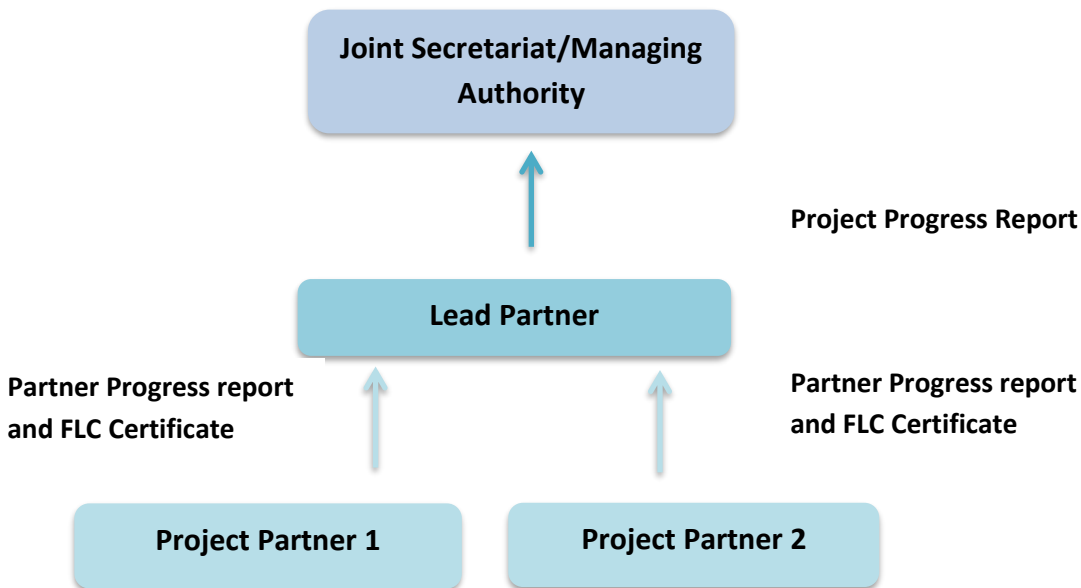 Joint Secretariat/Managing
Authority
Project Progress Report
Lead Partner
Partner Progress report
and FLC Certificate
Partner Progress report
and FLC Certificate
Project Partner 1
Project Partner 2